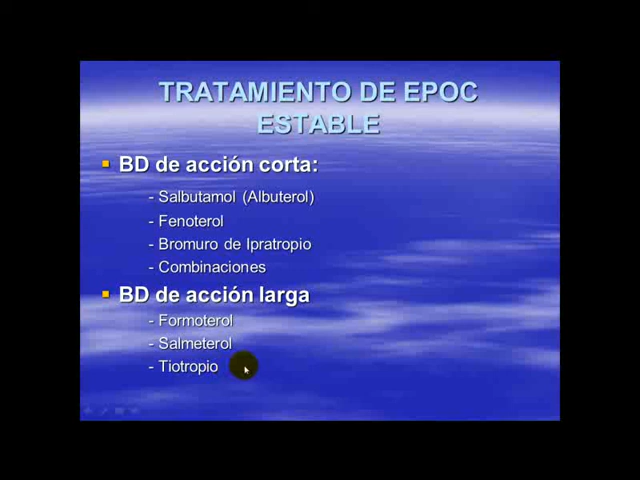 TRATAMIENTO DE EPOC
ESTABLE
BD de acción corta:
- Salbutamol (Albuterol)
- Fenoterol
- Bromuro de Ipratropio
- Combinaciones
BD de acción larga
- Formoterol
- Salmeterol
- Tiotropio